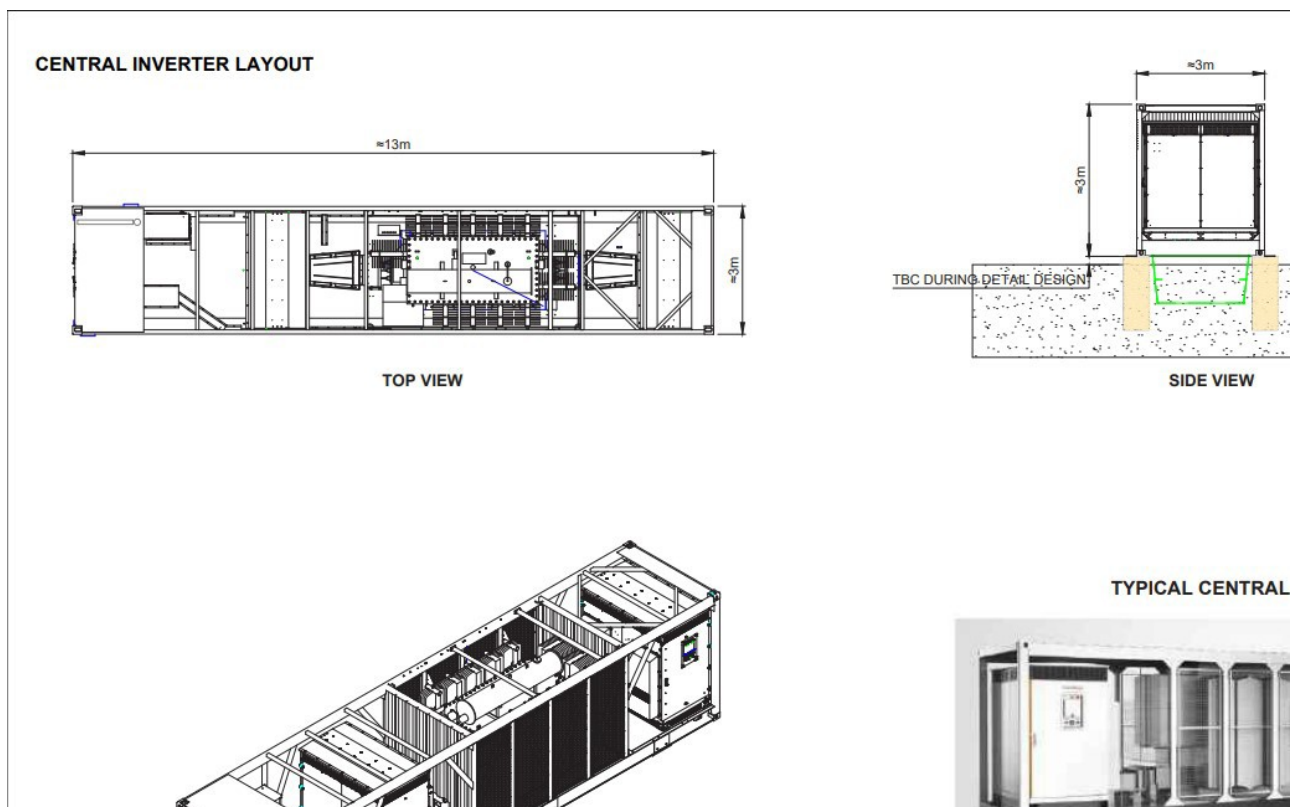 CENTRAL INVERTER LAYOUT
≈13m
≈3m
TOP VIEW
≈3m
≈3m
TBC DURING DETAIL DESIGN
SIDE VIEW
TYPICAL CENTRAL